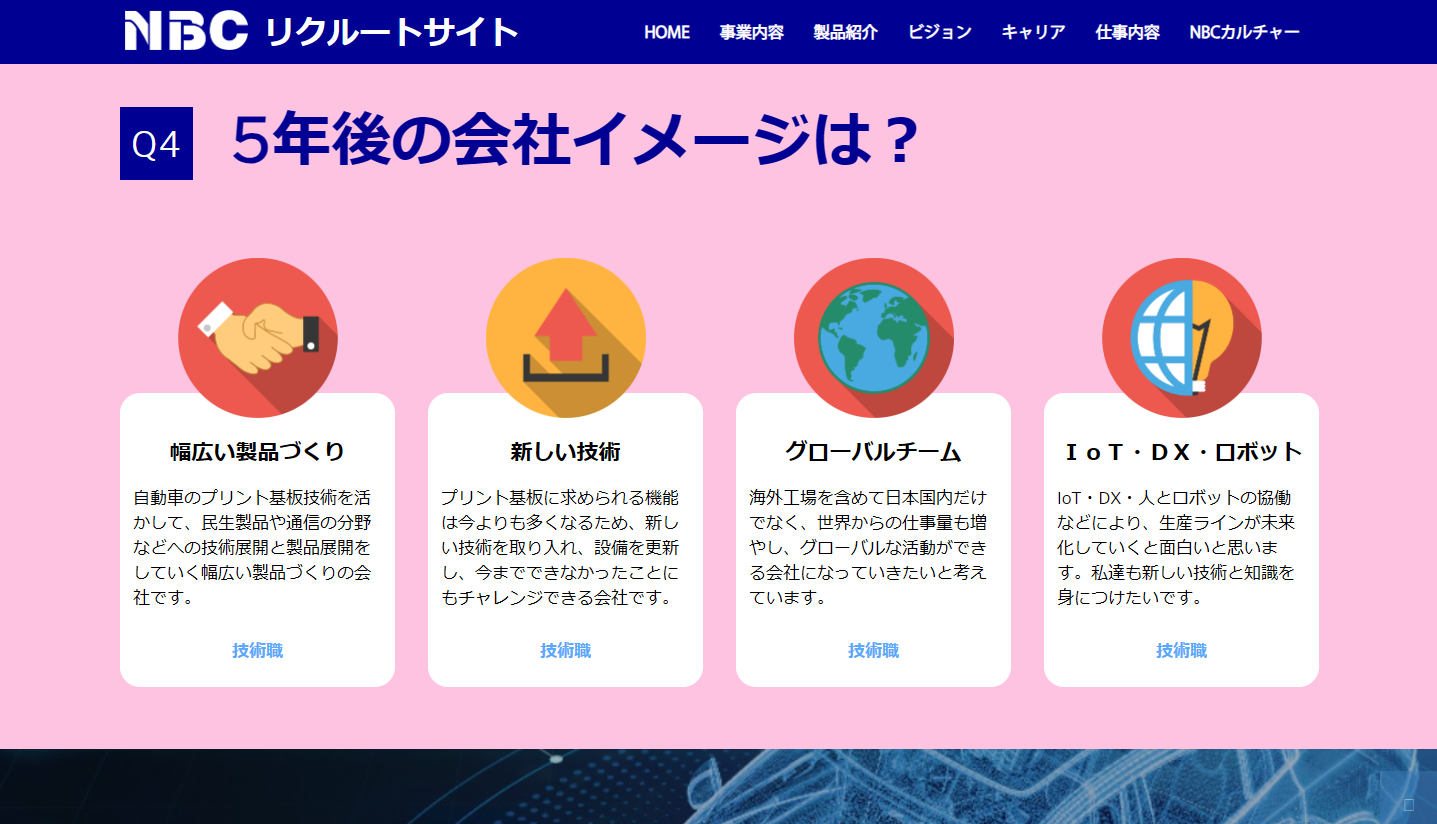 NBC リクルートサイト
HOME 事業内容 製品紹介 ビジョン キャリア 仕事内容 NBCカルチャー
Q4 5年後の会社イメージは？
幅広い製品づくり
自動車のプリント基板技術を活
かして、民生製品や通信の分野
などへの技術展開と製品展開を
していく幅広い製品づくりの会
社です。
技術職
新しい技術
プリント基板に求められる機能
は今よりも多くなるため、新し
い技術を取り入れ、設備を更新
し、今までできなかったことに
もチャレンジできる会社です。
技術職
グローバルチーム
海外工場を含めて日本国内だけ
でなく、世界からの仕事量も増
やし、グローバルな活動ができ
る会社になっていきたいと考え
ています。
技術職
ＩｏＴ・ＤＸ・ロボット
IoT・DX・人とロボットの協働
などにより、生産ラインが未来
化していくと面白いと思いま
す。私達も新しい技術と知識を
身につけたいです。
技術職